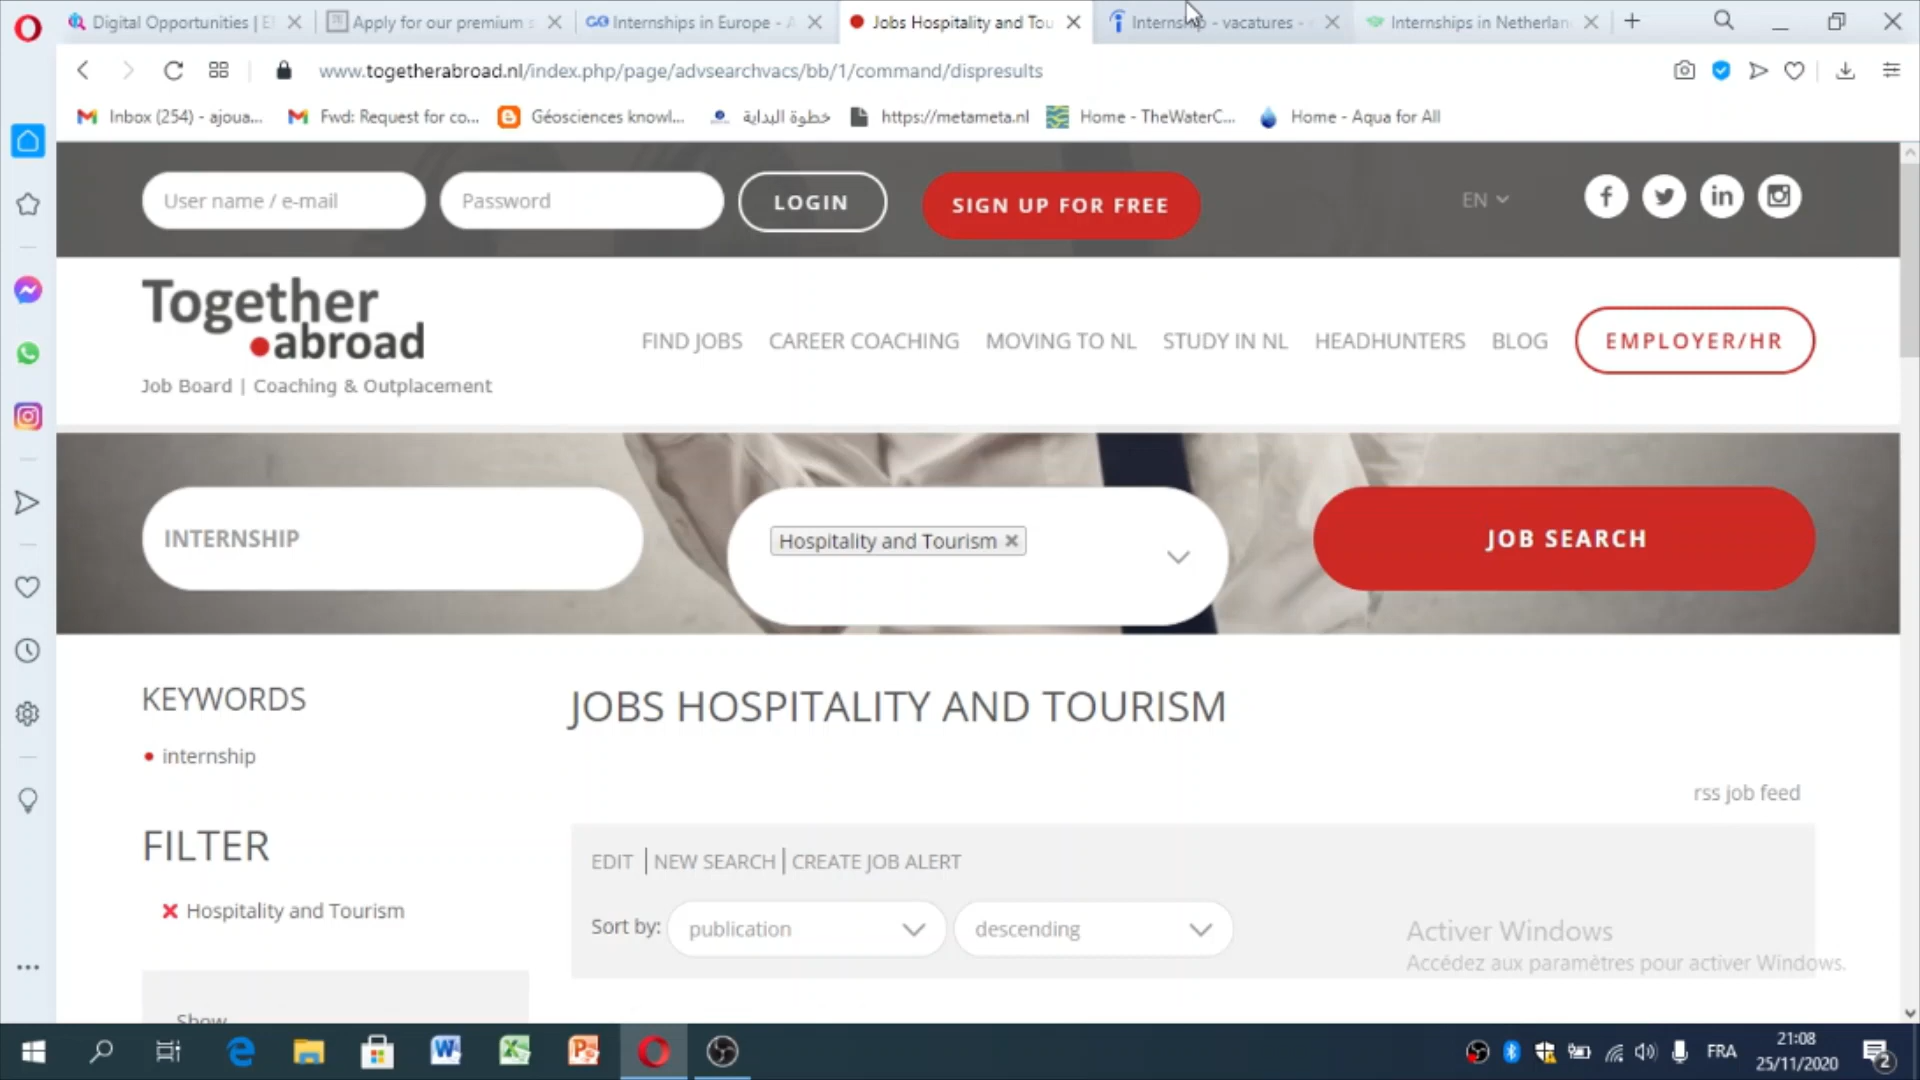 Digital Opportunities | E
Apply for our premium s
Internships in Europe - A
Jobs Hospitality and Tou
Internship - vacatures -
Internships in Netherlan
www.togetherabroad.nl/index.php/page/advsearchvacs/bb/1/command/dispresults
Inbox (254) - ajoua...
Fwd: Request for co...
Géosciences knowl...
خطوة البداية
https://metameta.nl
Home - TheWaterC...
Home - Aqua for All
User name / e-mail
Password
LOGIN
SIGN UP FOR FREE
EN
Together
abroad
Job Board | Coaching & Outplacement
FIND JOBS
CAREER COACHING
MOVING TO NL
STUDY IN NL
HEADHUNTERS
BLOG
EMPLOYER/HR
INTERNSHIP
Hospitality and Tourism
JOB SEARCH
KEYWORDS
internship
FILTER
Hospitality and Tourism
Show
JOBS HOSPITALITY AND TOURISM
rss job feed
EDIT | NEW SEARCH | CREATE JOB ALERT
Sort by: publication descending
Activer Windows
Accédez aux paramètres pour activer Windows.
FRA
21:08
25/11/2020
2